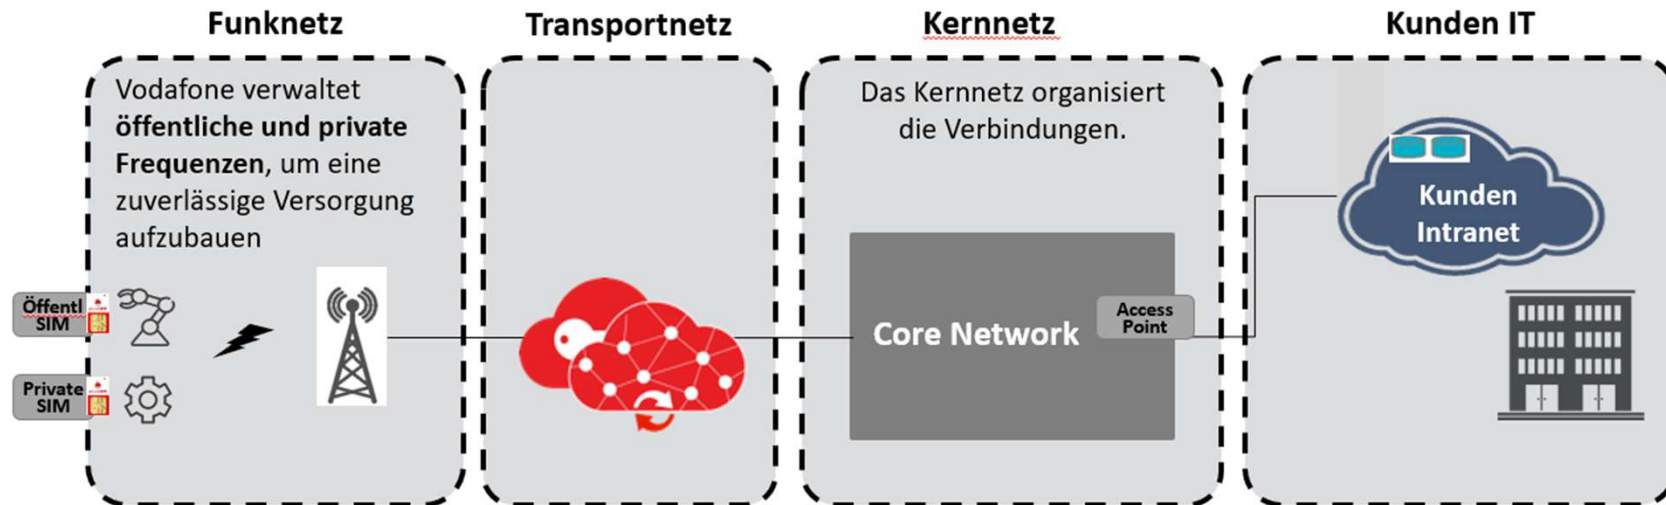 Funknetz
Transportnetz
Kernnetz
Kunden IT
Vodafone verwaltet
öffentliche und private
Frequenzen, um eine
zuverlässige Versorgung
aufzubauen
Das Kernnetz organisiert
die Verbindungen.
Öffentl
SIM
Private
SIM
Core Network
Access
Point
Kunden
Intranet